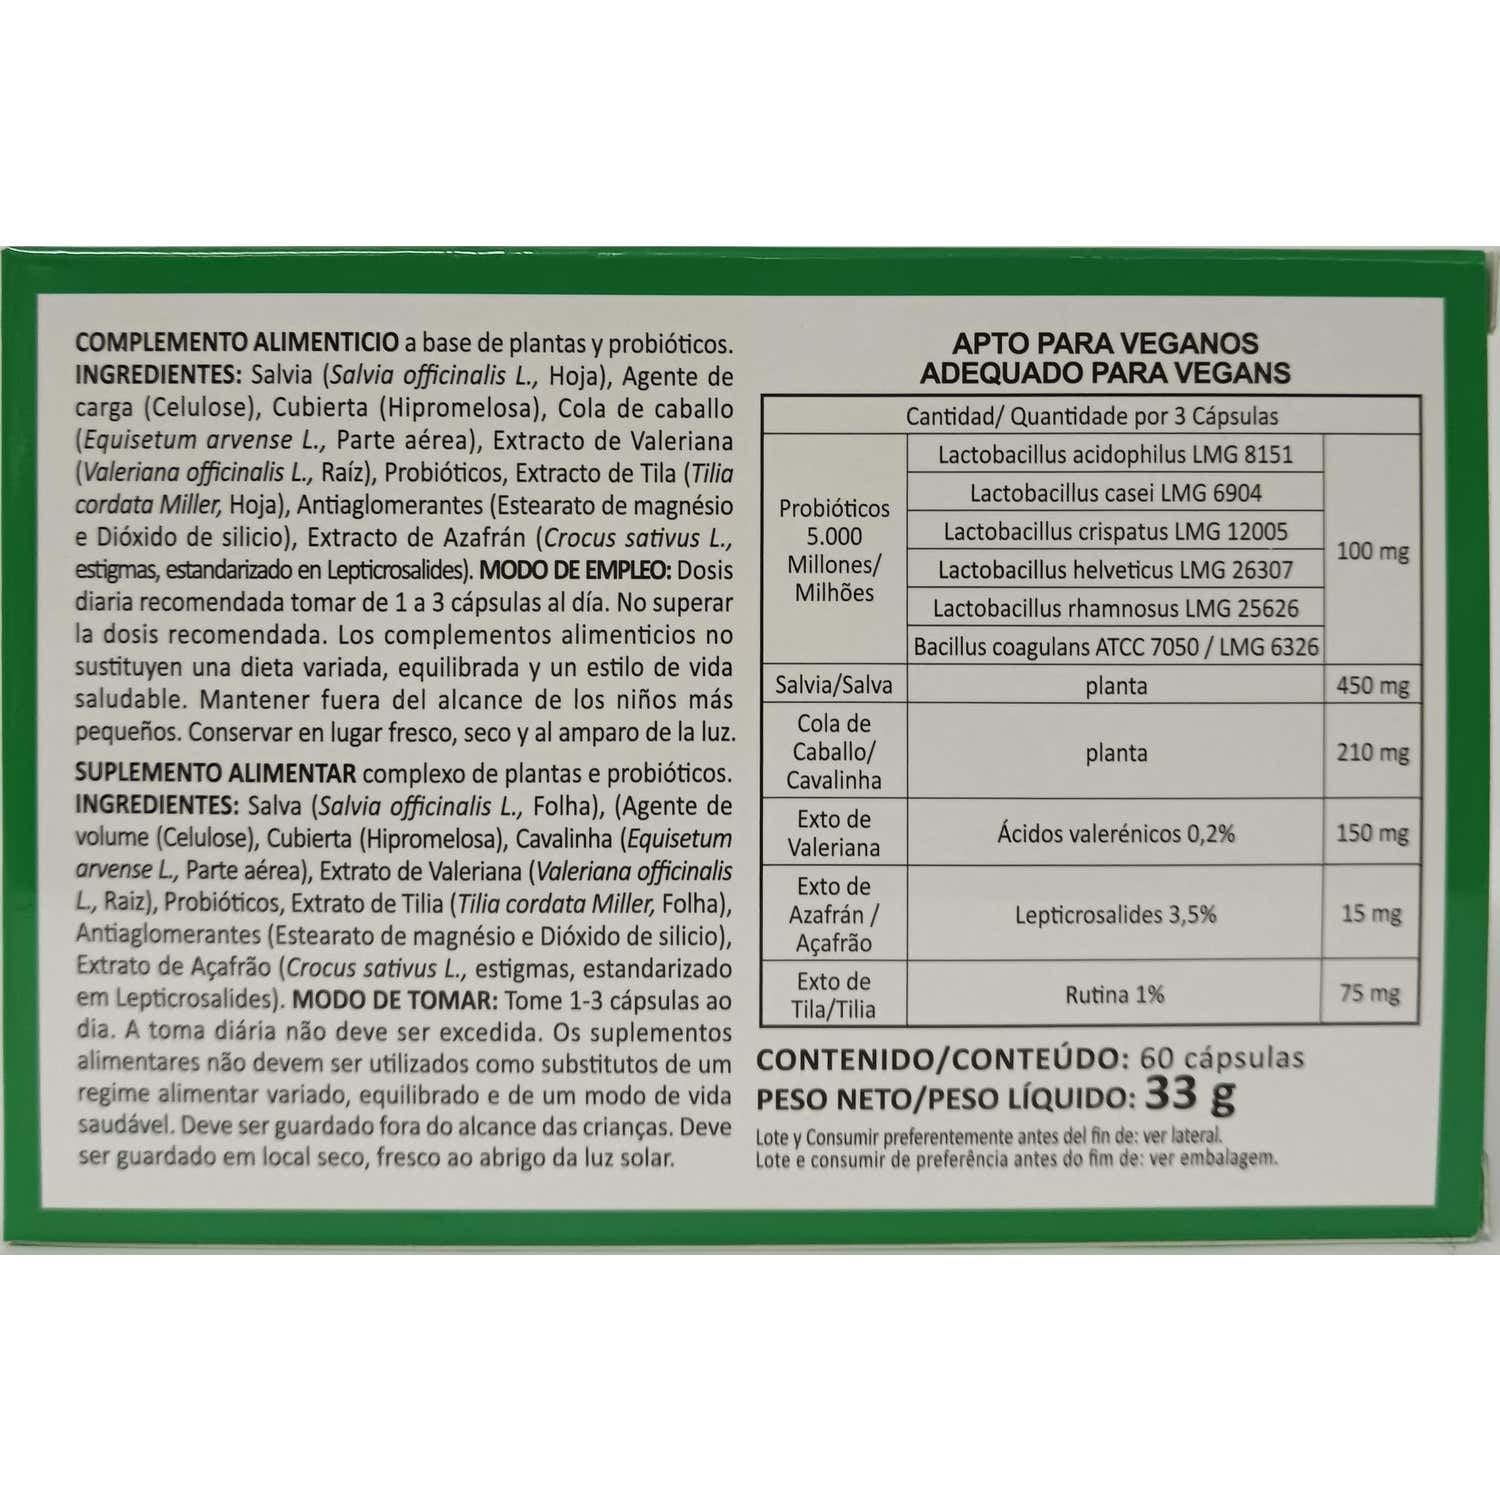 COMPLEMENTO ALIMENTICIO a base de plantas y probióticos.
INGREDIENTES: Salvia (Salvia officinalis L., Hoja), Agente de
carga (Celulose), Cubierta (Hipromelosa), Cola de caballo
(Equisetum arvense L., Parte aérea), Extracto de Valeriana
(Valeriana officinalis L., Raíz), Probióticos, Extracto de Tila (Tilia
cordata Miller, Hoja), Antiaglomerantes (Estearato de magnésio
e Dióxido de silicio), Extracto de Azafrán (Crocus sativus L.,
estigmas, estandarizado en Lepticrosalides). MODO DE EMPLEO: Dosis
diaria recomendada tomar de 1 a 3 cápsulas al día. No superar
la dosis recomendada. Los complementos alimenticios no
sustituyen una dieta variada, equilibrada y un estilo de vida
saludable. Mantener fuera del alcance de los niños más
pequeños. Conservar en lugar fresco, seco y al amparo de la luz.
SUPLEMENTO ALIMENTAR complexo de plantas e probióticos.
INGREDIENTES: Salva (Salvia officinalis L., Folha), (Agente de
volume (Celulose), Cubierta (Hipromelosa), Cavalinha (Equisetum
arvense L., Parte aérea), Extrato de Valeriana (Valeriana officinalis
L., Raiz), Probióticos, Extrato de Tilia (Tilia cordata Miller, Folha),
Antiaglomerantes (Estearato de magnésio e Dióxido de silicio),
Extrato de Açafrão (Crocus sativus L., estigmas, estandarizado
em Lepticrosalides). MODO DE TOMAR: Tome 1-3 cápsulas ao
dia. A toma diária não deve ser excedida. Os suplementos
alimentares não devem ser utilizados como substitutos de um
regime alimentar variado, equilibrado e de um modo de vida
saudável. Deve ser guardado fora do alcance das crianças. Deve
ser guardado em local seco, fresco ao abrigo da luz solar.
APTO PARA VEGANOS
ADEQUADO PARA VEGANS
Cantidad/ Quantidade por 3 Cápsulas
Probióticos
5.000
Millones/
Milhões
Lactobacillus acidophilus LMG 8151
Lactobacillus casei LMG 6904
Lactobacillus crispatus LMG 12005
Lactobacillus helveticus LMG 26307
Lactobacillus rhamnosus LMG 25626
Bacillus coagulans ATCC 7050 / LMG 6326
100 mg
Salvia/Salva planta 450 mg
Cola de
Caballo/
Cavalinha
planta
210 mg
Exto de
Valeriana
Ácidos valerénicos 0,2%
150 mg
Exto de
Azafrán /
Açafrão
Lepticrosalides 3,5%
15 mg
Exto de
Tila/Tilia
Rutina 1%
75 mg
CONTENIDO/CONTEÚDO: 60 cápsulas
PESO NETO/PESO LÍQUIDO: 33 g
Lote y Consumir preferentemente antes del fin de: ver lateral.
Lote e consumir de preferência antes do fim de: ver embalagem.